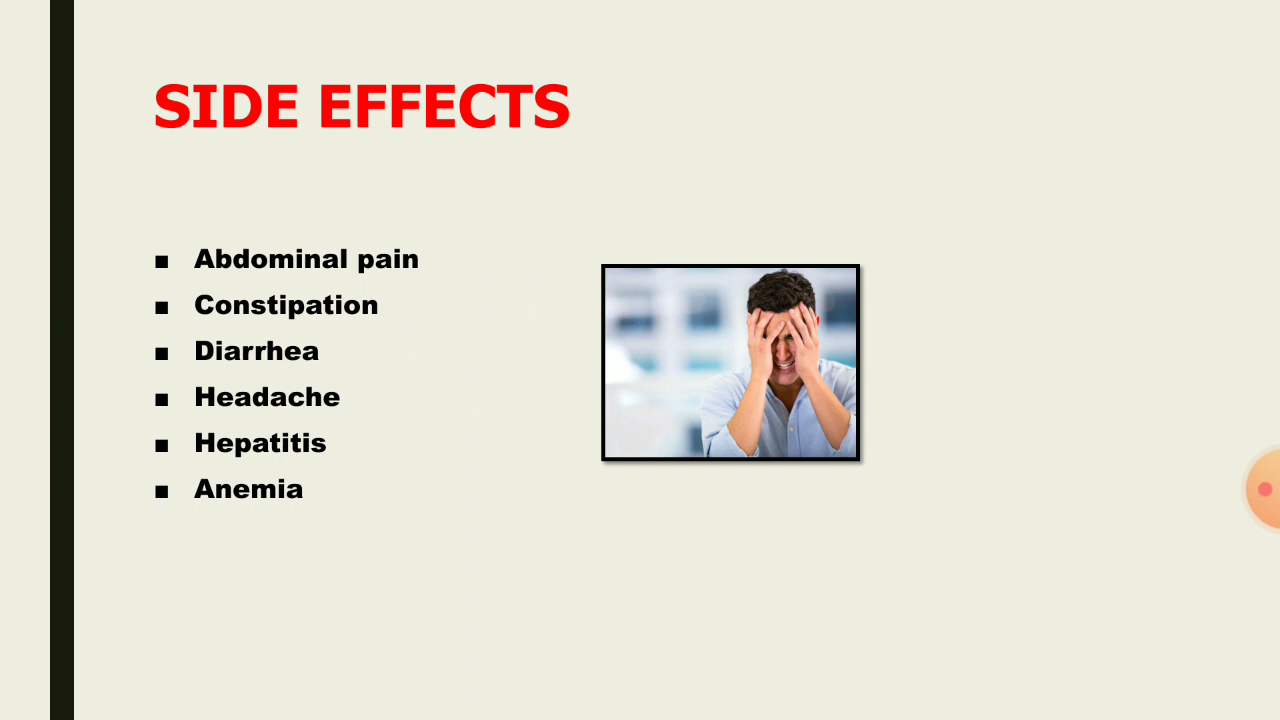 SIDE EFFECTS
▪ Abdominal pain
▪ Constipation
▪ Diarrhea
▪ Headache
▪ Hepatitis
▪ Anemia